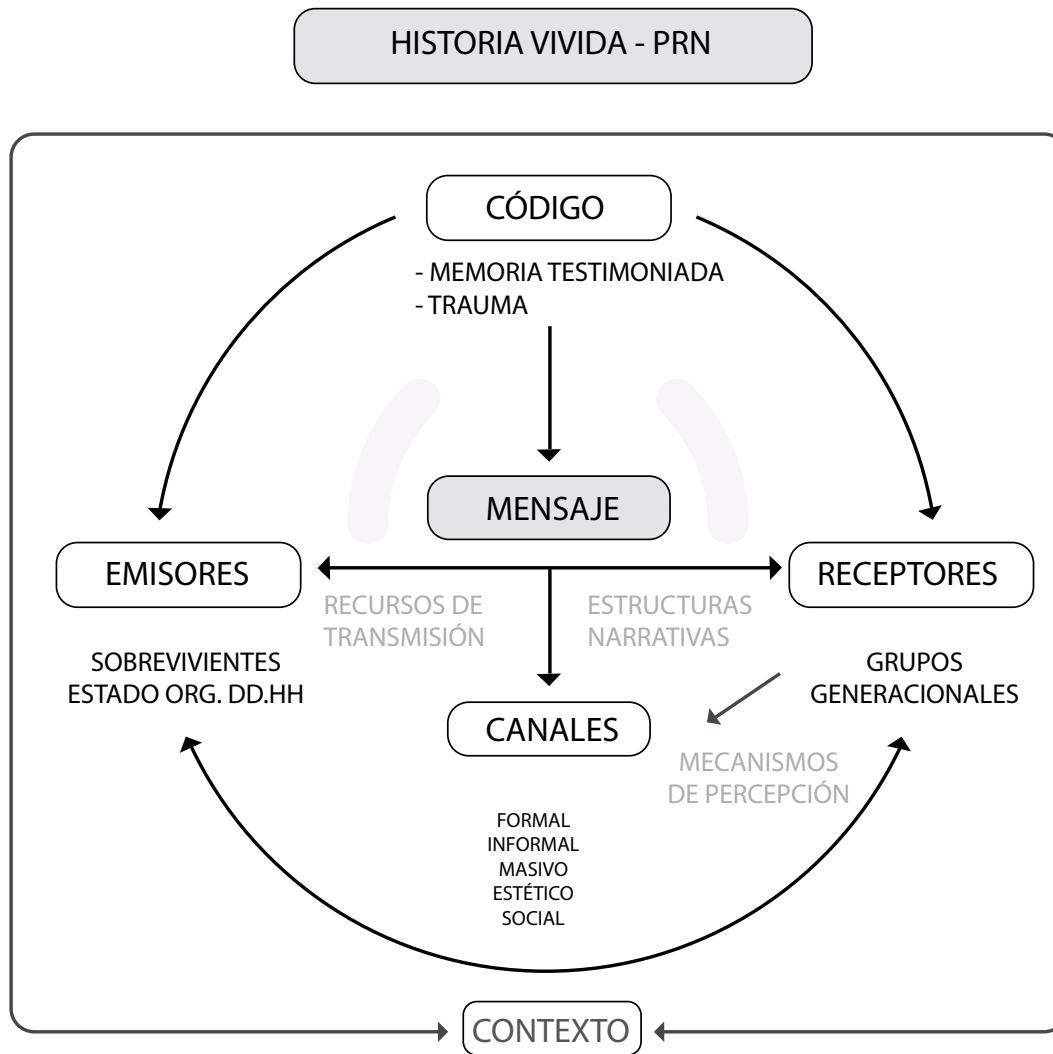 HISTORIA VIVIDA - PRN
CÓDIGO
- MEMORIA TESTIMONIADA
- TRAUMA
MENSAJE
EMISORES
RECEPTORES
RECURSOS DE
TRANSMISIÓN
ESTRUCTURAS
NARRATIVAS
SOBREVIVIENTES
ESTADO ORG. DD.HH
GRUPOS
GENERACIONALES
CANALES
MECANISMOS
DE PERCEPCIÓN
FORMAL
INFORMAL
MASIVO
ESTÉTICO
SOCIAL
CONTEXTO